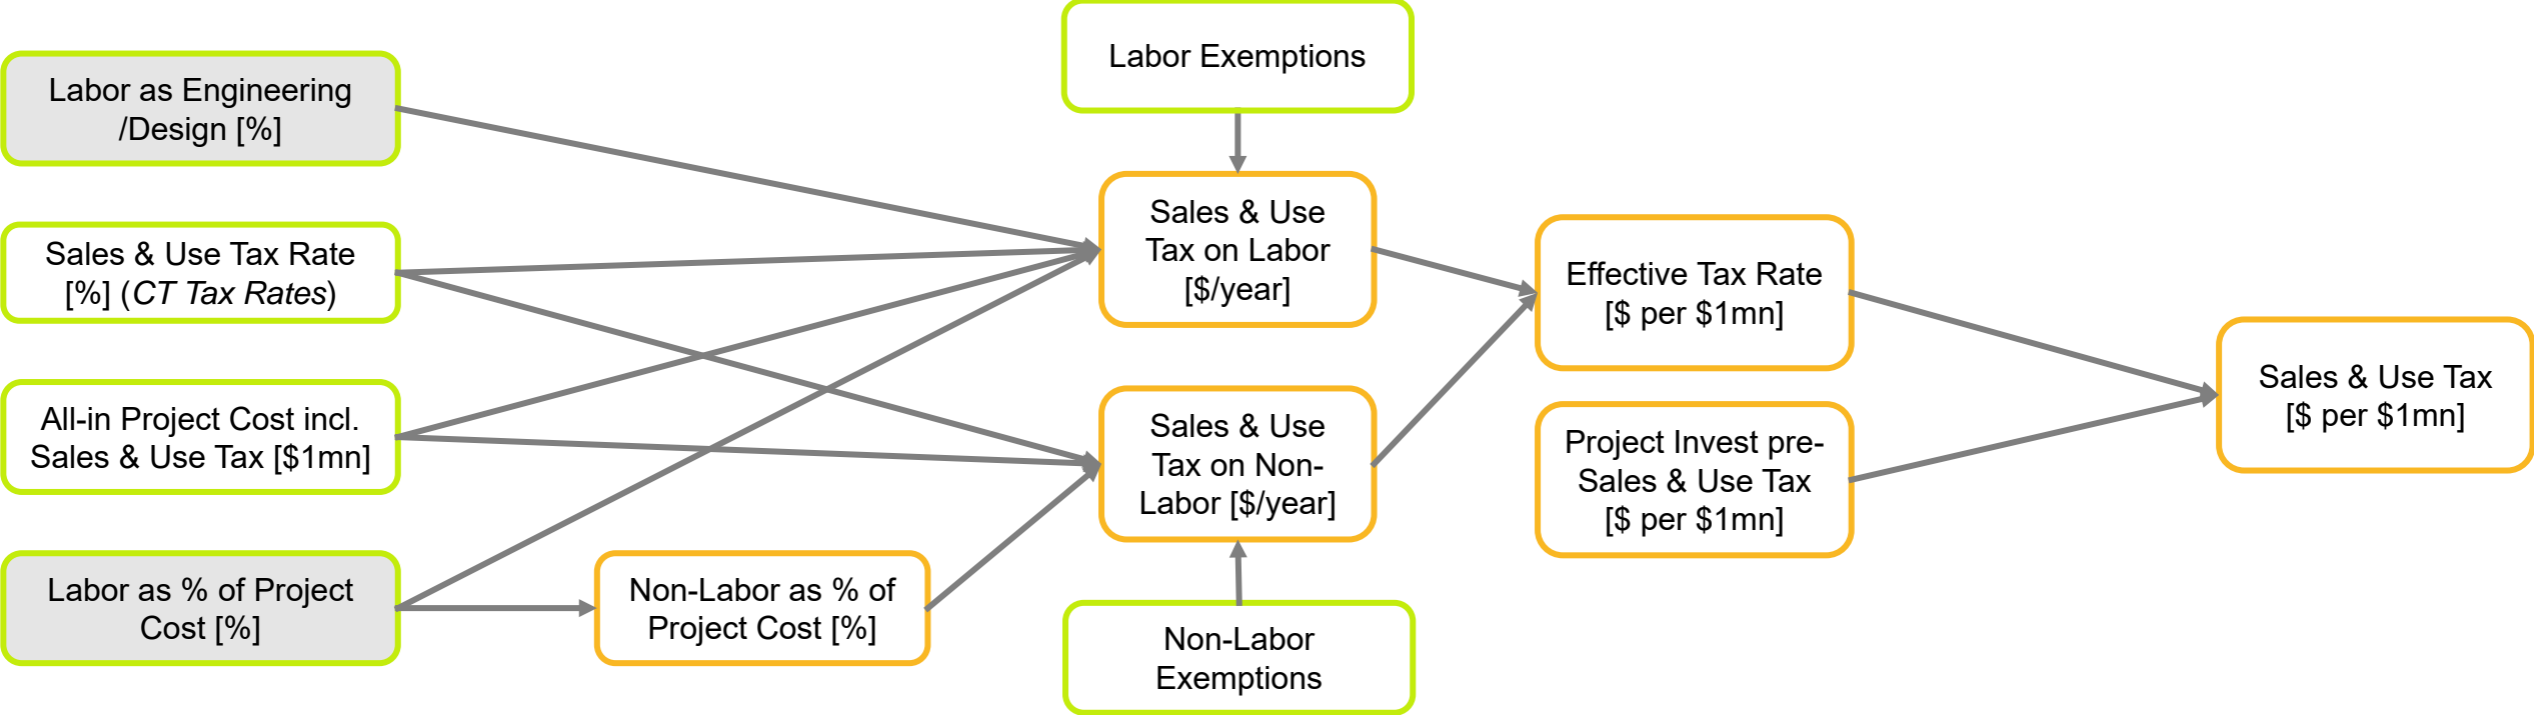 Labor Exemptions
Labor as Engineering
/Design [%]
Sales & Use Tax Rate
[%] (CT Tax Rates)
All-in Project Cost incl.
Sales & Use Tax [$1mn]
Labor as % of Project
Cost [%]
Non-Labor as % of
Project Cost [%]
Sales & Use
Tax on Labor
[$/year]
Sales & Use
Tax on Non-
Labor [$/year]
Non-Labor
Exemptions
Effective Tax Rate
[$ per $1mn]
Project Invest pre-
Sales & Use Tax
[$ per $1mn]
Sales & Use Tax
[$ per $1mn]